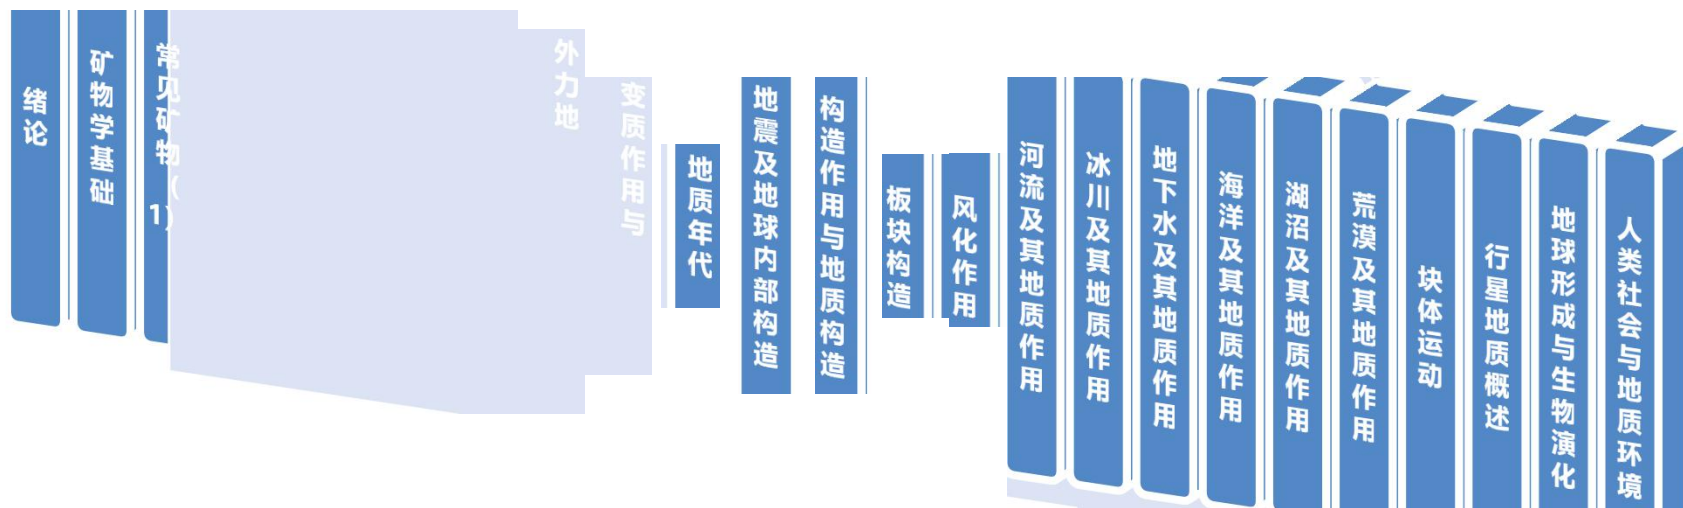 绪论
矿物学基础
常见矿物(1)
外力地
变质作用与
地质年代
地震及地球内部构造
构造作用与地质构造
板块构造
风化作用
河流及其地质作用
冰川及其地质作用
地下水及其地质作用
海洋及其地质作用
湖沼及其地质作用
荒漠及其地质作用
块体运动
行星地质概述
地球形成与生物演化
人类社会与地质环境